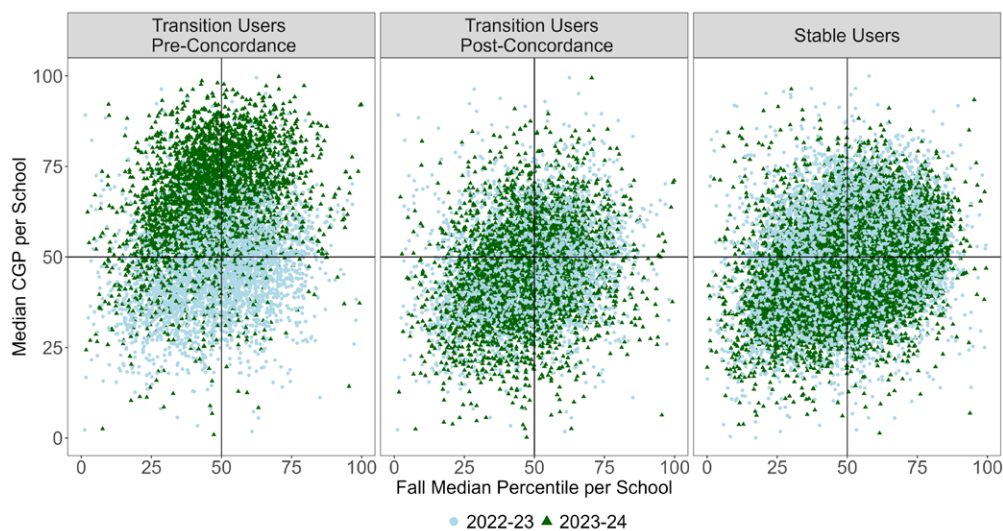 Transition Users
Pre-Concordance
Transition Users
Post-Concordance
Stable Users
Median CGP per School
100
75
50
25
0
0 25 50 75 100
0 25 50 75 100
0 25 50 75 100
Fall Median Percentile per School
2022-23 2023-24